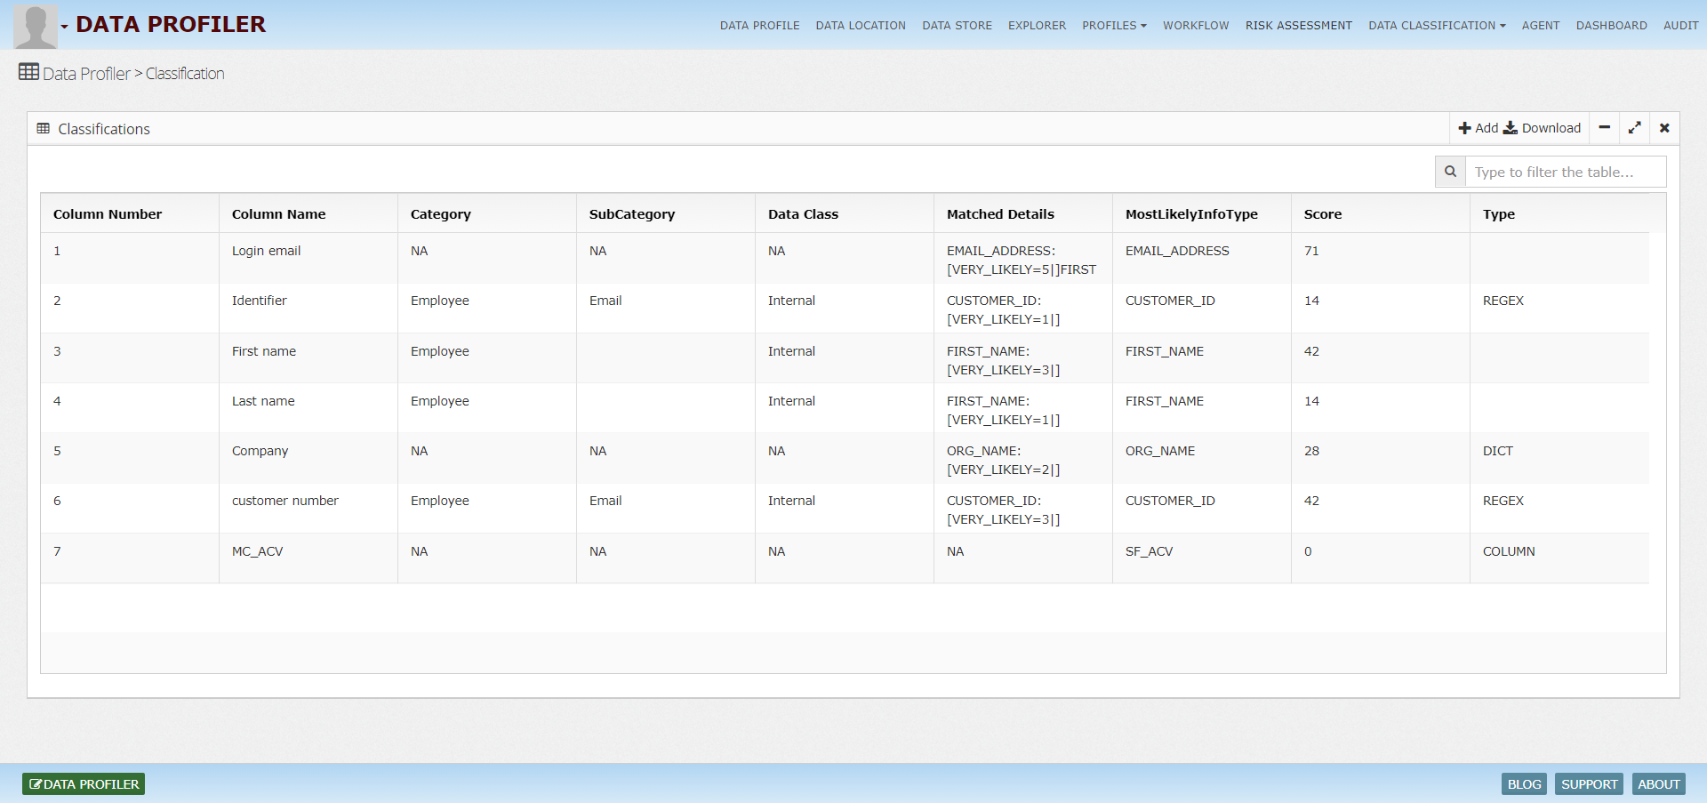 DATA PROFILER
DATA PROFILE DATA LOCATION DATA STORE EXPLORER PROFILES WORKFLOW RISK ASSESSMENT DATA CLASSIFICATION AGENT DASHBOARD AUDIT
Data Profiler > Classification
Classifications
Add Download
Type to filter the table...
Column Number Column Name Category SubCategory Data Class Matched Details MostLikelyInfoType Score Type
1 Login email NA NA NA EMAIL_ADDRESS: EMAIL_ADDRESS 71
[VERY_LIKELY=5|]FIRST
2 Identifier Employee Email Internal CUSTOMER_ID: CUSTOMER_ID 14 REGEX
[VERY_LIKELY=1|]
3 First name Employee Internal FIRST_NAME: FIRST_NAME 42
[VERY_LIKELY=3|]
4 Last name Employee Internal FIRST_NAME: FIRST_NAME 14
[VERY_LIKELY=1|]
5 Company NA NA NA ORG_NAME: ORG_NAME 28 DICT
[VERY_LIKELY=2|]
6 customer number Employee Email Internal CUSTOMER_ID: CUSTOMER_ID 42 REGEX
[VERY_LIKELY=3|]
7 MC_ACV NA NA NA NA SF_ACV 0 COLUMN
DATA PROFILER
BLOG SUPPORT ABOUT